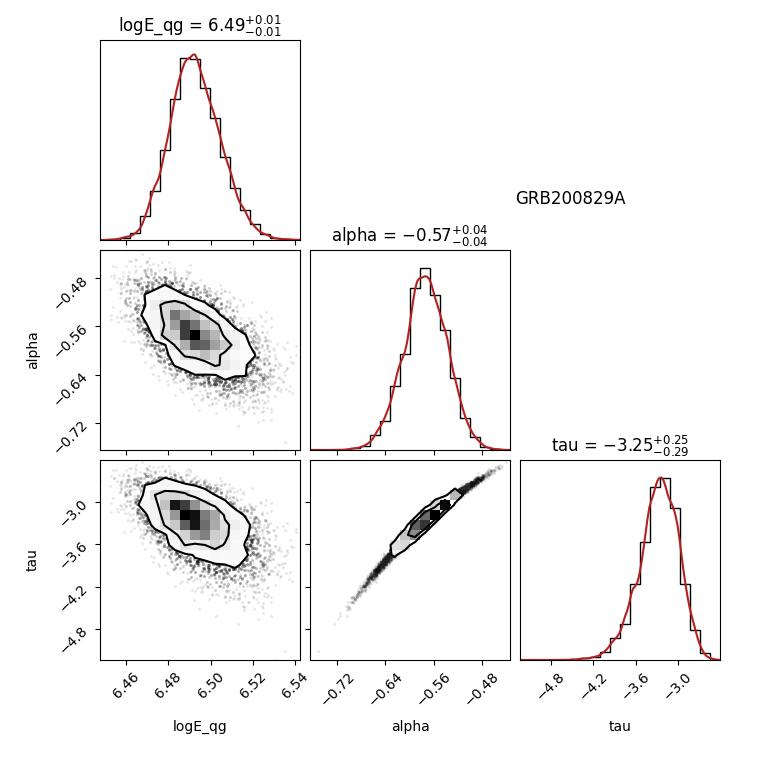 logE_qg = 6.49+0.01−0.01
GRB200829A
alpha = −0.57+0.04−0.04
−0.48
−0.56
−0.64
−0.72
alpha
tau = −3.25+0.25−0.29
−3.0
−3.6
−4.2
−4.8
tau
6.46 6.48 6.50 6.52 6.54
−0.72 −0.64 −0.56 −0.48
−4.8 −4.2 −3.6 −3.0
logE_qg alpha tau